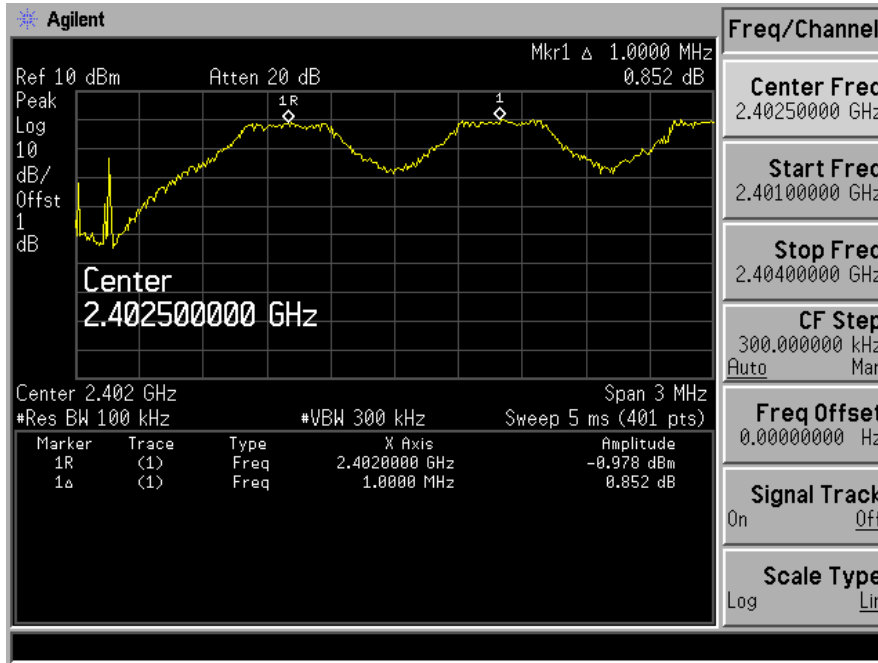 Agilent
Freq/Channel
Mkr1 Δ 1.0000 MHz
Ref 10 dBm Atten 20 dB 0.852 dB
Peak
Log
10
dB/
Offst
1
dB
1R
1
Center
2.402500000 GHz
Center 2.402 GHz Span 3 MHz
#Res BW 100 kHz #VBW 300 kHz Sweep 5 ms (401 pts)
Marker Trace Type X Axis Amplitude
1R (1) Freq 2.4020000 GHz -0.978 dBm
1Δ (1) Freq 1.0000 MHz 0.852 dB
Center Freq
2.40250000 GHz
Start Freq
2.40100000 GHz
Stop Freq
2.40400000 GHz
CF Step
300.000000 kHz
Auto Man
Freq Offset
0.00000000 Hz
Signal Track
On Off
Scale Type
Log Lin